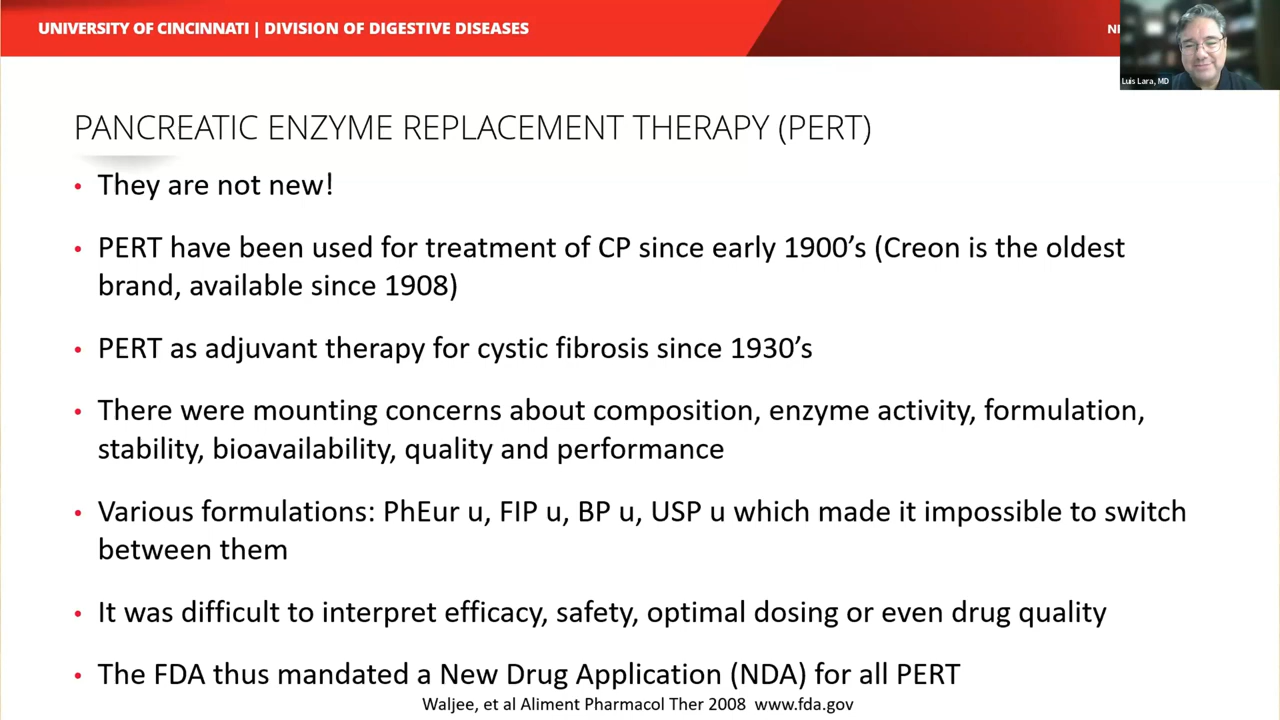 UNIVERSITY OF CINCINNATI | DIVISION OF DIGESTIVE DISEASES
Luis Lara, MD
PANCREATIC ENZYME REPLACEMENT THERAPY (PERT)
• They are not new!
• PERT have been used for treatment of CP since early 1900's (Creon is the oldest
brand, available since 1908)
• PERT as adjuvant therapy for cystic fibrosis since 1930's
• There were mounting concerns about composition, enzyme activity, formulation,
stability, bioavailability, quality and performance
• Various formulations: PhEur u, FIP u, BP u, USP u which made it impossible to switch
between them
• It was difficult to interpret efficacy, safety, optimal dosing or even drug quality
• The FDA thus mandated a New Drug Application (NDA) for all PERT
Waljee, et al Aliment Pharmacol Ther 2008 www.fda.gov